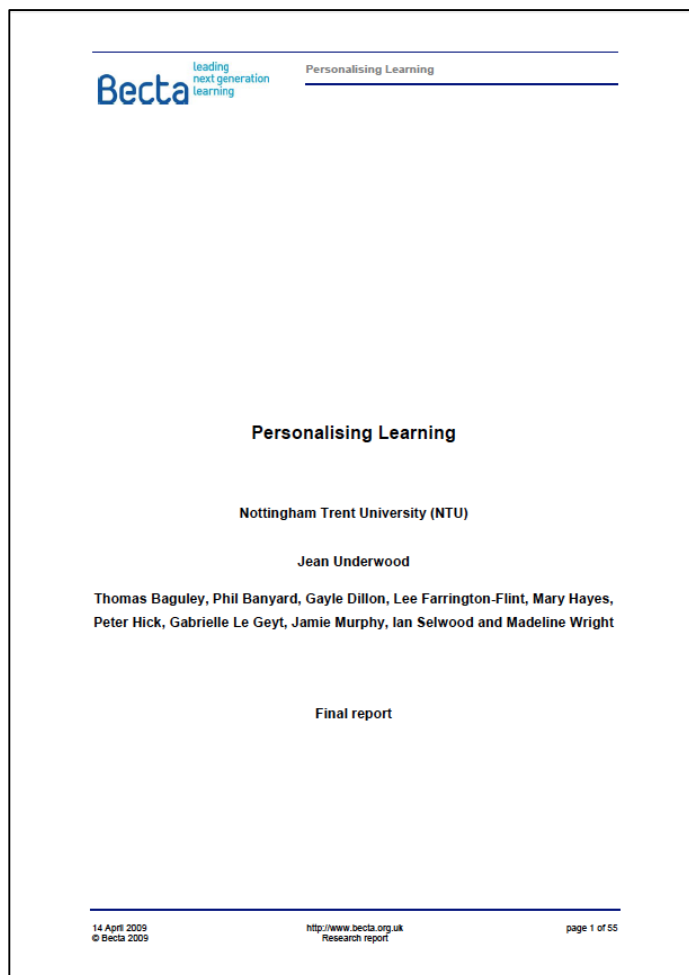 Becta
leading
next generation
learning
Personalising Learning
Personalising Learning
Nottingham Trent University (NTU)
Jean Underwood
Thomas Baguley, Phil Banyard, Gayle Dillon, Lee Farrington-Flint, Mary Hayes,
Peter Hick, Gabrielle Le Geyt, Jamie Murphy, Ian Selwood and Madeline Wright
Final report
14 April 2009
© Becta 2009
http://www.becta.org.uk
Research report
page 1 of 55